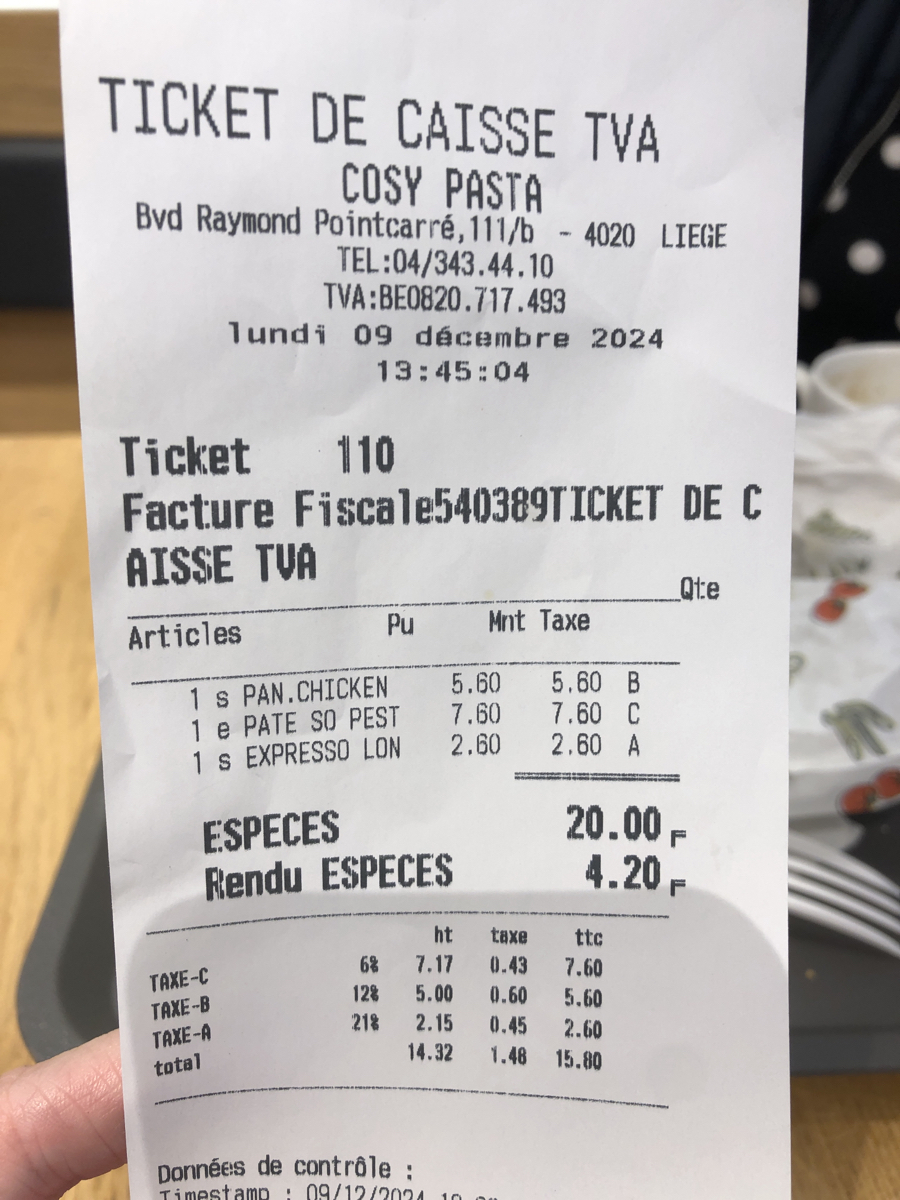 TICKET DE CAISSE TVA
COSY PASTA
Bvd Raymond Pointcarré,111/b - 4020 LIEGE
TEL:04/343.44.10
TVA:BE0820.717.493
lundi 09 décembre 2024
13:45:04
Ticket 110
Facture Fiscale540389TICKET DE C
AISSE TVA
Qte
Articles Pu Mnt Taxe
1 s PAN.CHICKEN 5.60 5.60 B
1 e PATE SO PEST 7.60 7.60 C
1 s EXPRESSO LON 2.60 2.60 A
ESPECES 20.00 F
Rendu ESPECES 4.20 F
ht taxe ttc
TAXE-C 6% 7.17 0.43 7.60
TAXE-B 12% 5.00 0.60 5.60
TAXE-A 21% 2.15 0.45 2.60
total 14.32 1.48 15.80
Données de contrôle :
Timestamp : 09/12/2024